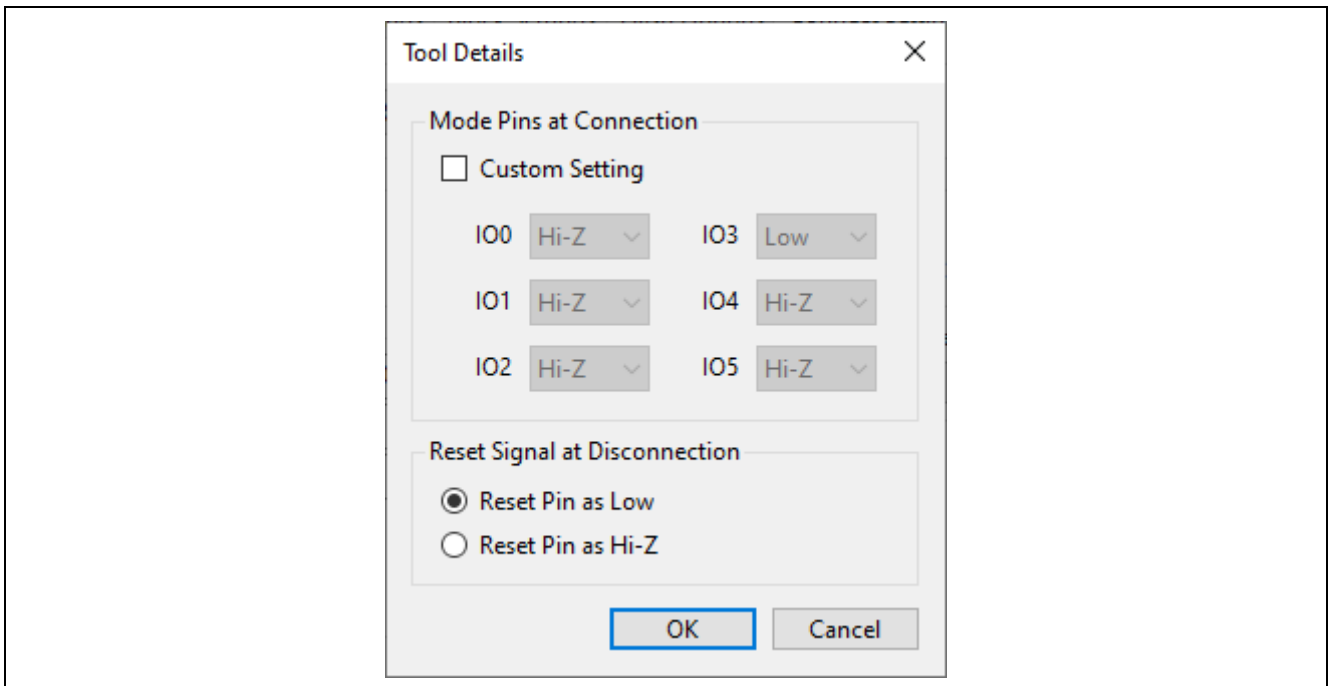 Tool Details
Mode Pins at Connection
Custom Setting
IO0 Hi-Z IO3 Low
IO1 Hi-Z IO4 Hi-Z
IO2 Hi-Z IO5 Hi-Z
Reset Signal at Disconnection
Reset Pin as Low
Reset Pin as Hi-Z
OK Cancel